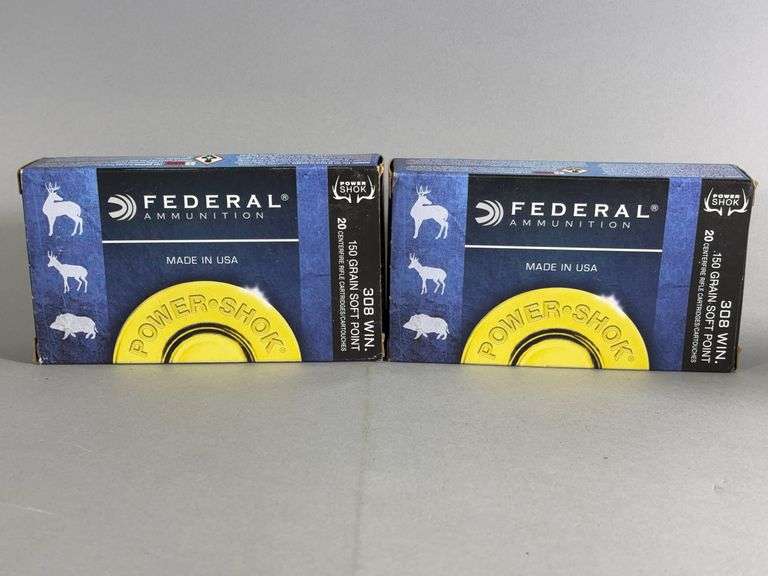 FEDERAL®
AMMUNITION
MADE IN USA
POWER•SHOK®
POWER
SHOK
308 WIN.
150 GRAIN SOFT POINT
20 CENTERFIRE RIFLE CARTRIDGES/CARTOUCHES
FEDERAL®
AMMUNITION
MADE IN USA
POWER•SHOK®
POWER
SHOK
308 WIN.
150 GRAIN SOFT POINT
20 CENTERFIRE RIFLE CARTRIDGES/CARTOUCHES